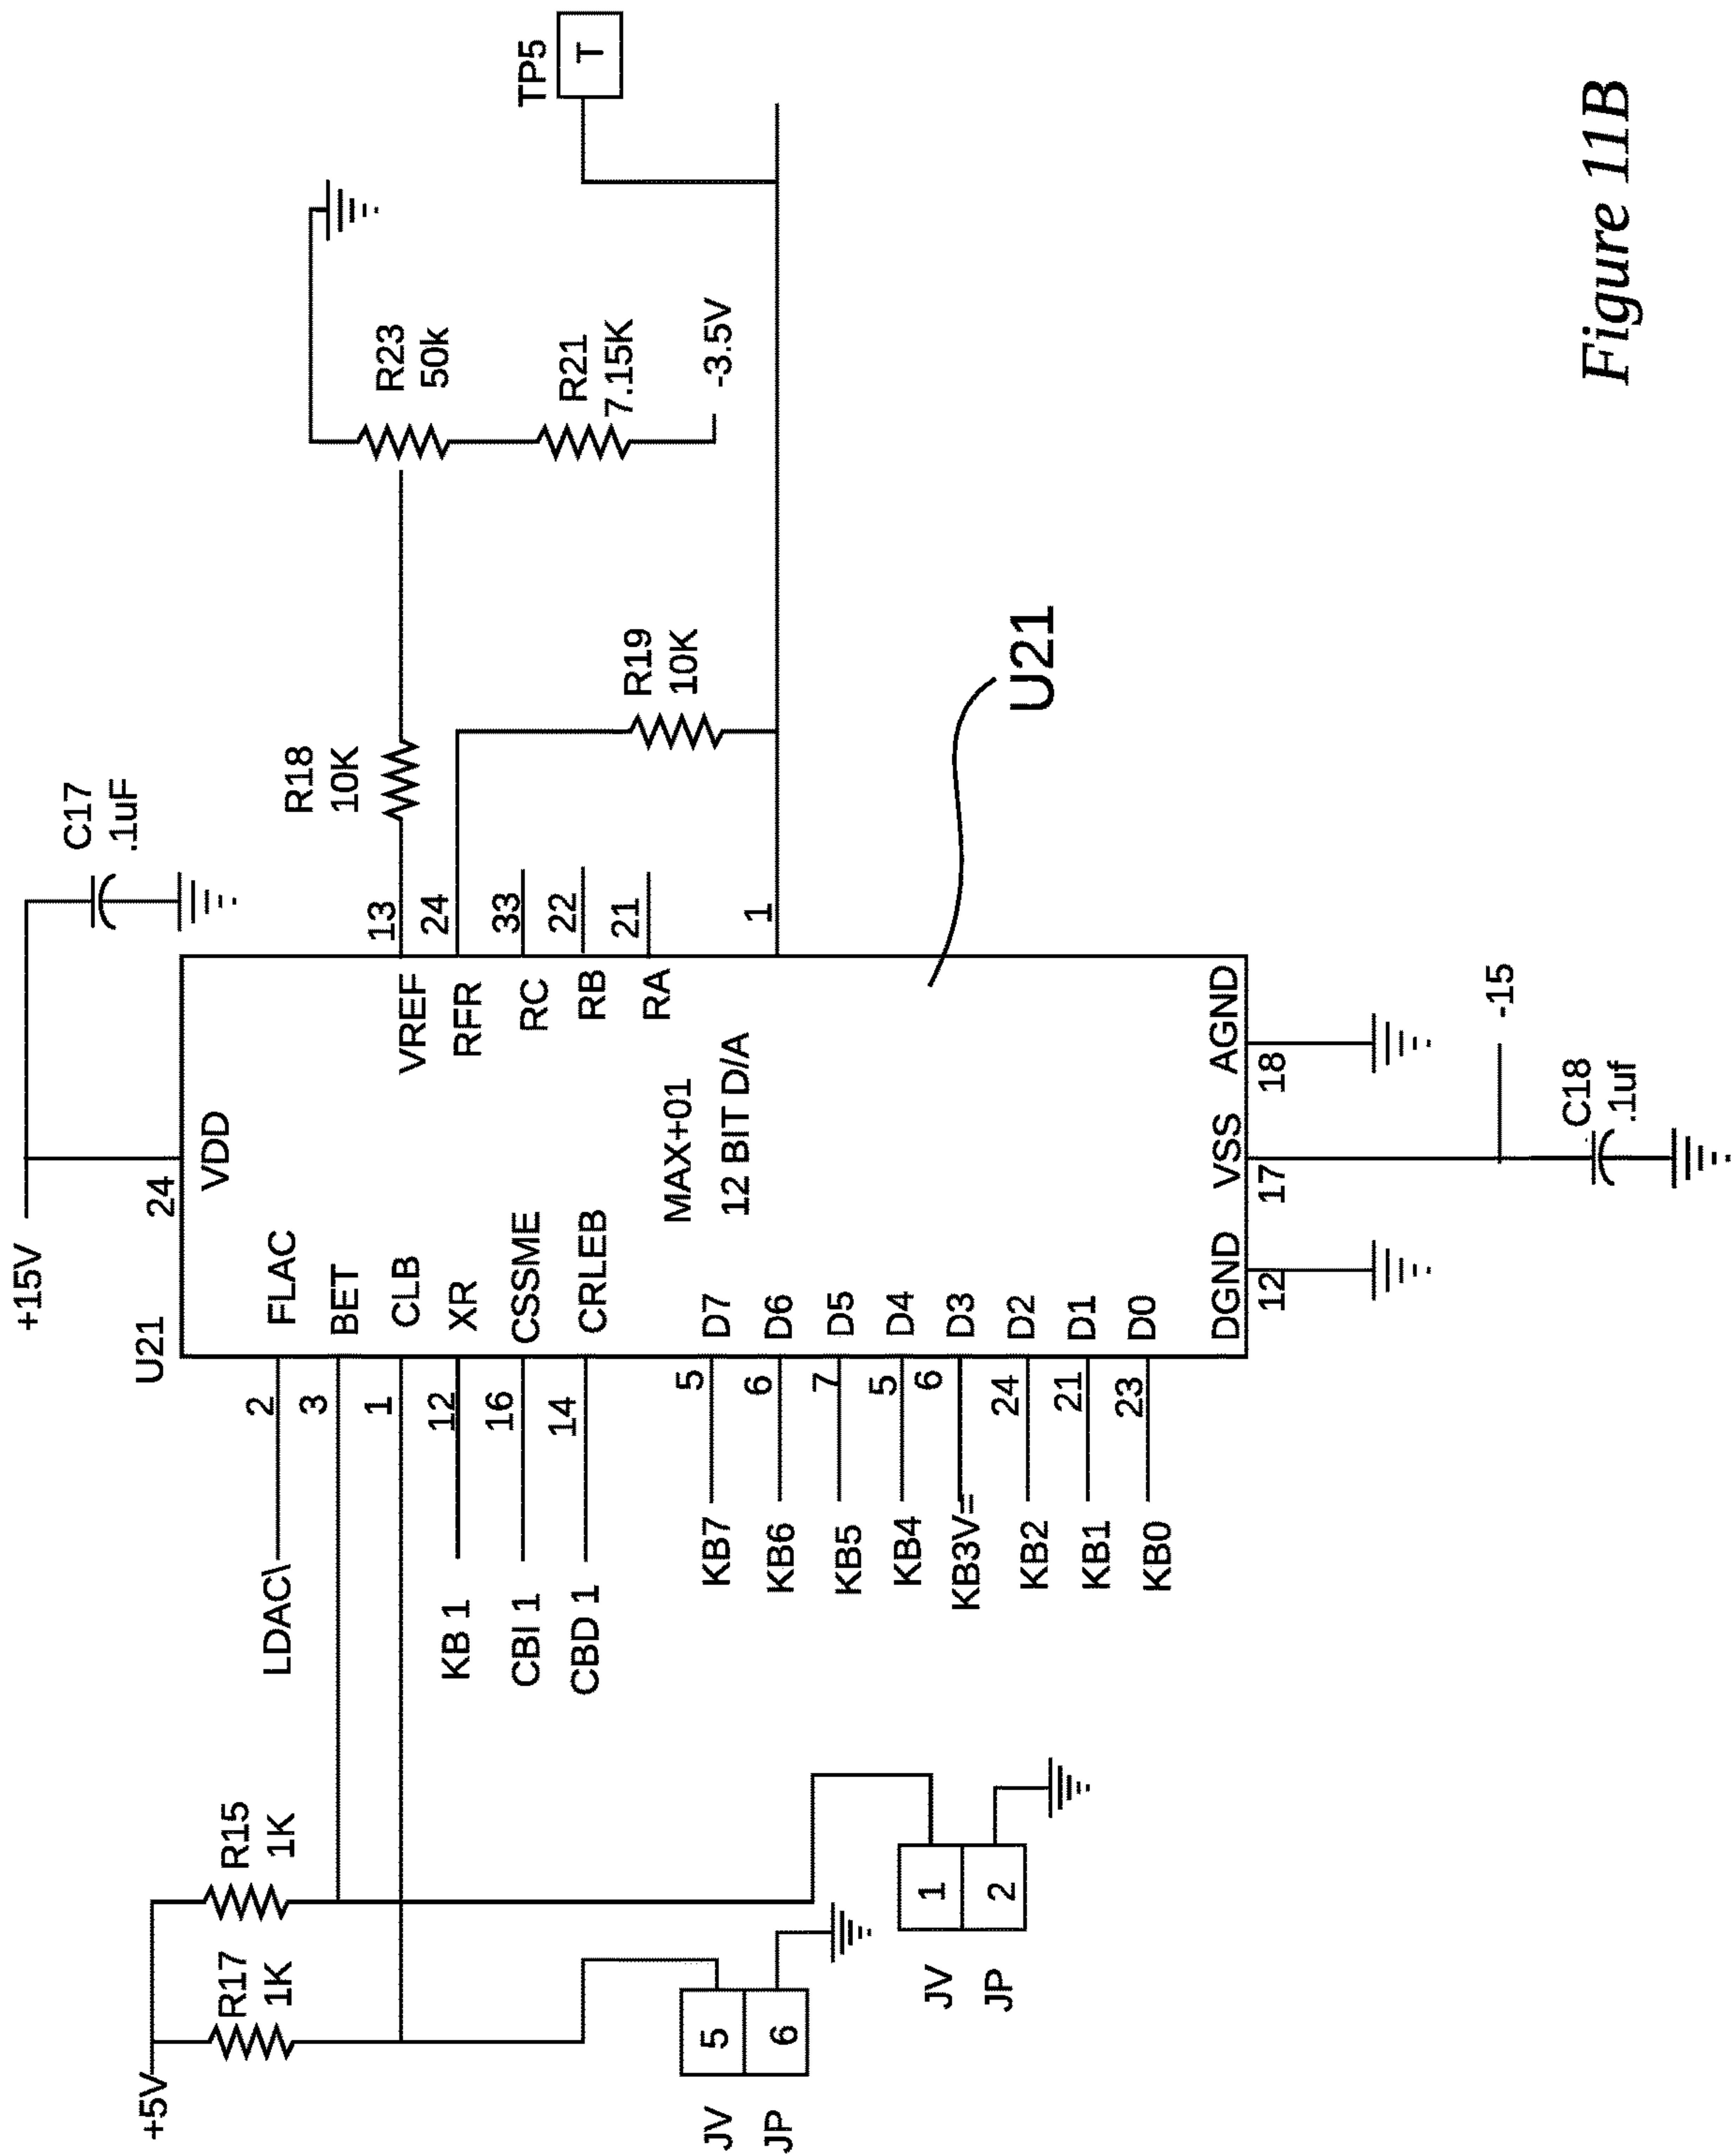 +15V
C17
.1uF
U21
24
VDD
TP5
T
+5V
R17
1K
R15
1K
LDAC\
2
FLAC
3
BET
1
CLB
KB 1
12
XR
CBI 1
16
CSSME
CBD 1
14
CRLEB
VREF
13
R18
10K
R23
50k
RFR
24
RC
33
RB
22
RA
21
R19
10K
R21
7.15K
-3.5V
1
MAX+01
12 BIT D/A
KB7
5
D7
KB6
6
D6
KB5
7
D5
KB4
5
D4
KB3V=
6
D3
KB2
24
D2
KB1
21
D1
KB0
23
D0
JV
5
JP
6
JV
1
JP
2
U21
DGND
12
VSS
17
AGND
18
-15
C18
.1uf
Figure 11B